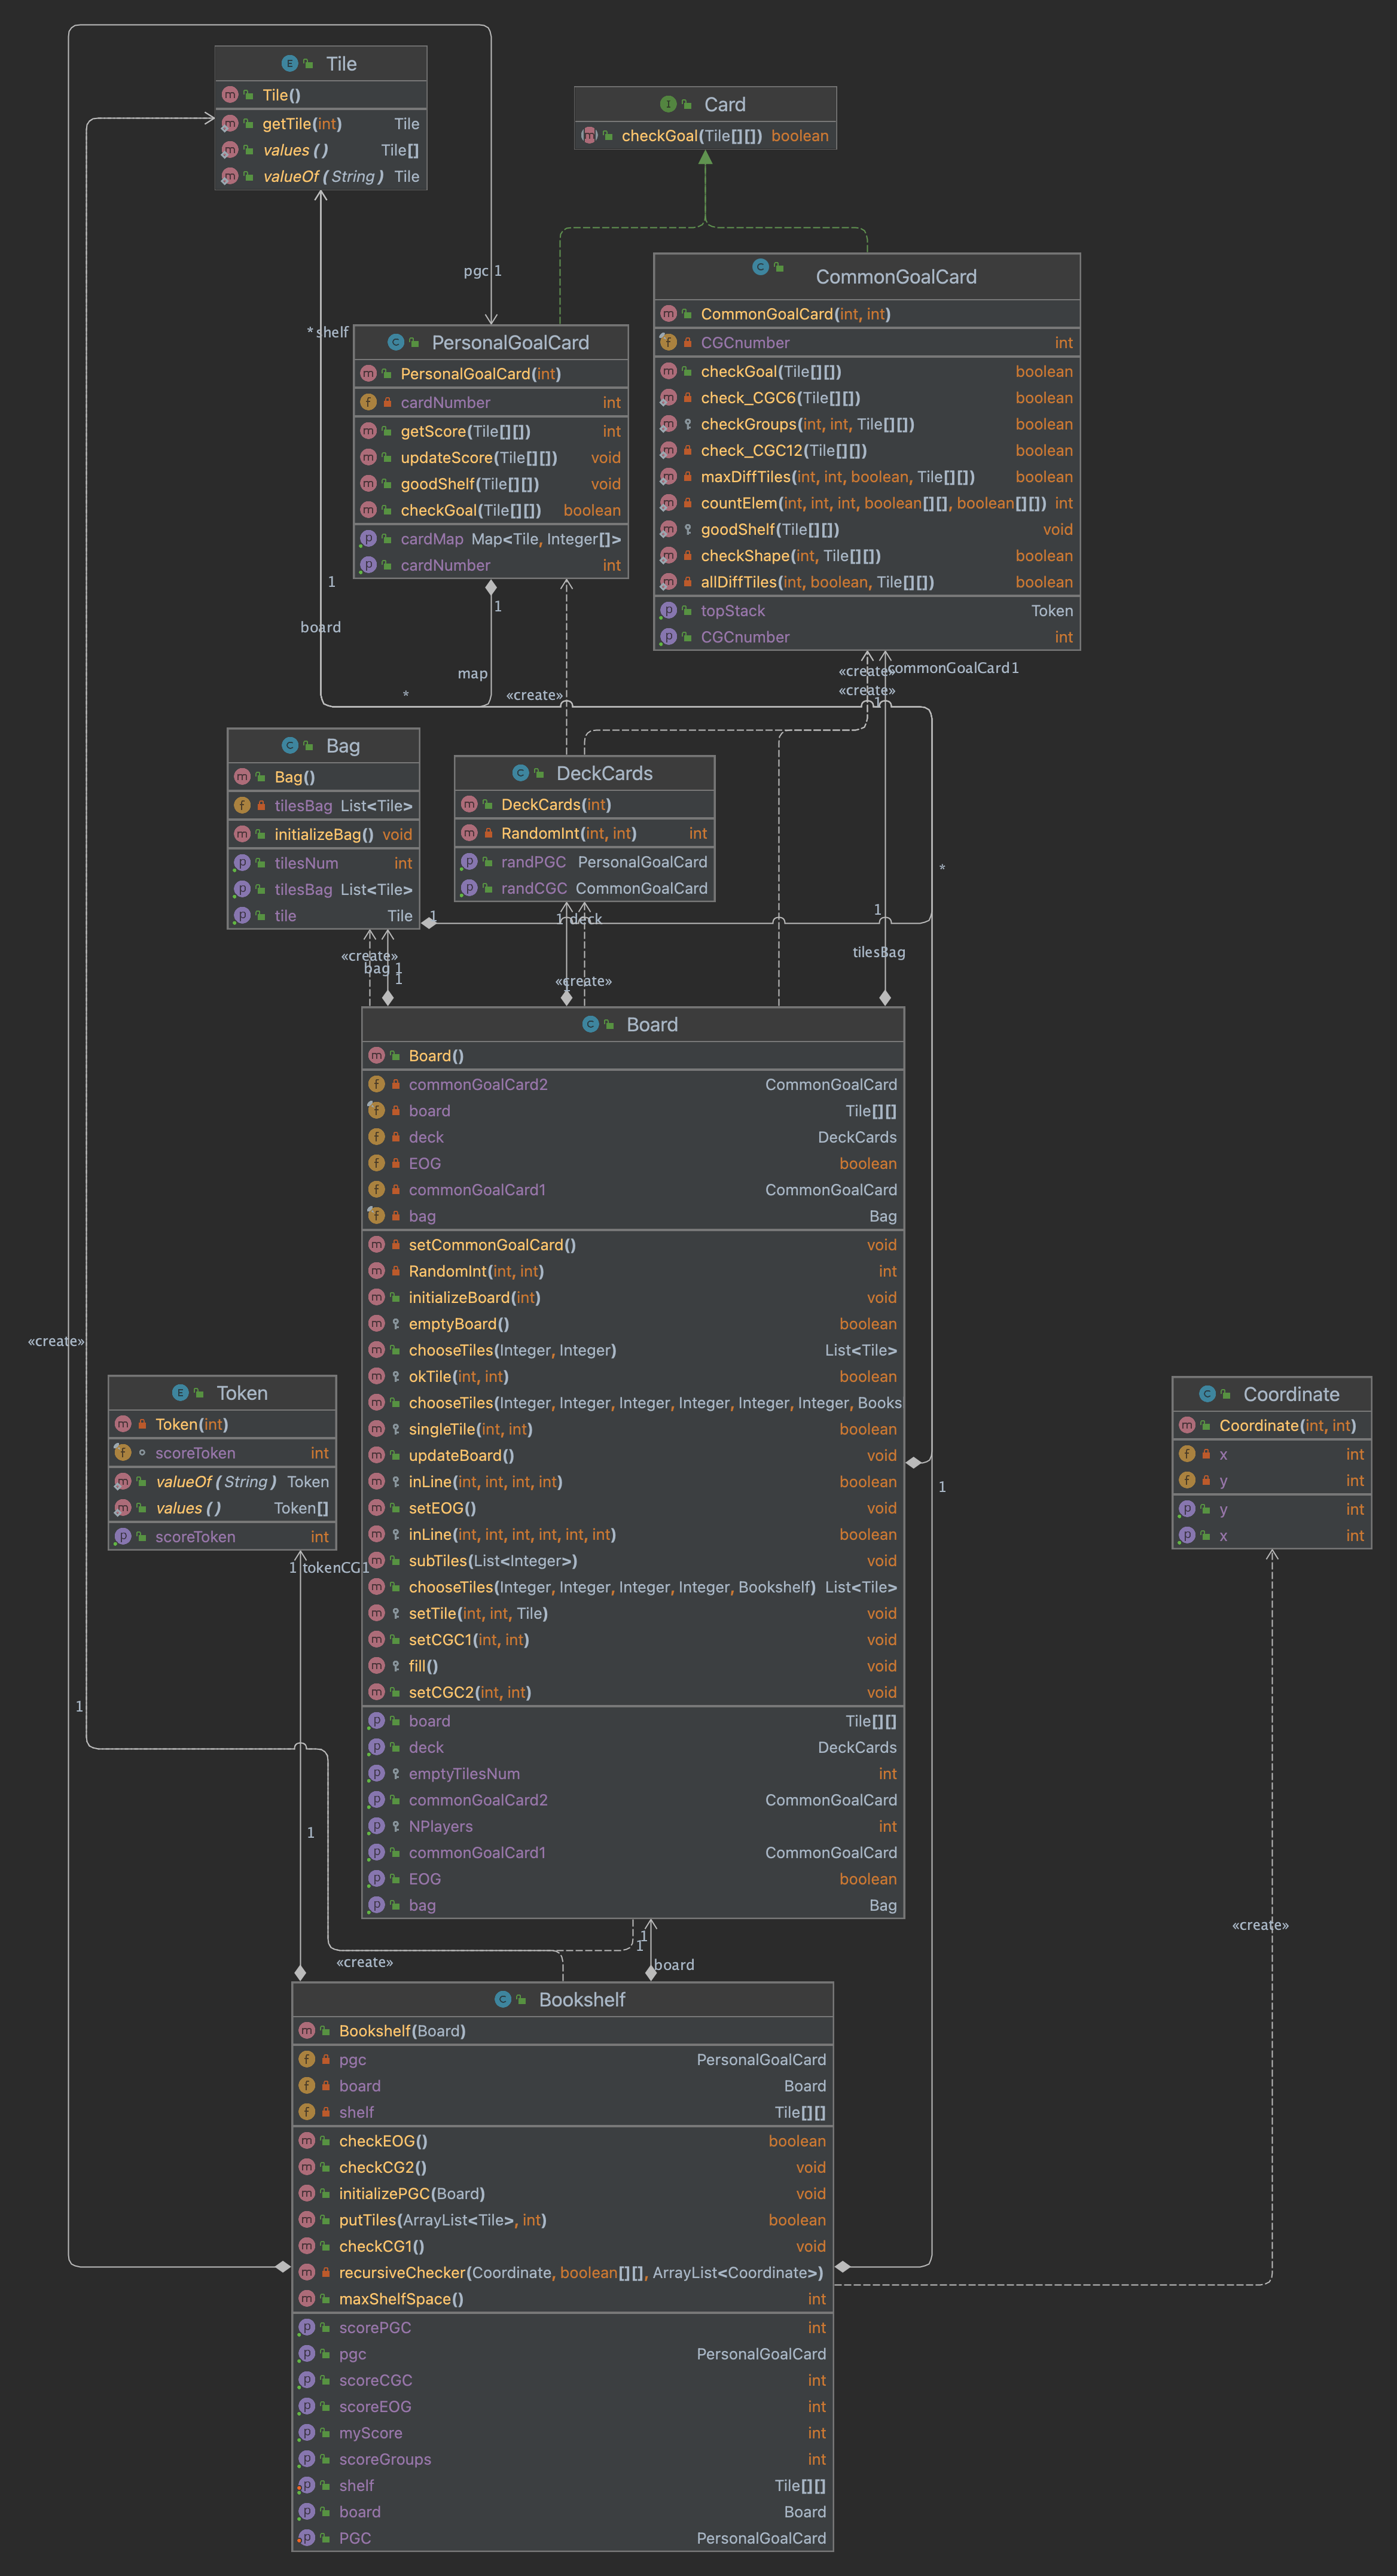 Tile
Tile()
getTile(int) Tile
values() Tile[]
valueOf(String) Tile
Card
checkGoal(Tile[][]) boolean
pgc 1
* shelf
CommonGoalCard
CommonGoalCard(int, int)
CGCnumber int
checkGoal(Tile[][]) boolean
check_CGC6(Tile[][]) boolean
checkGroups(int, int, Tile[][]) boolean
check_CGC12(Tile[][]) boolean
maxDiffTiles(int, int, boolean, Tile[][]) boolean
countElem(int, int, int, boolean[][], boolean[][]) int
goodShelf(Tile[][]) void
checkShape(int, Tile[][]) boolean
allDiffTiles(int, boolean, Tile[][]) boolean
topStack Token
CGCnumber int
PersonalGoalCard
PersonalGoalCard(int)
cardNumber int
getScore(Tile[][]) int
updateScore(Tile[][]) void
goodShelf(Tile[][]) void
checkGoal(Tile[][]) boolean
cardMap Map<Tile, Integer[]>
cardNumber int
1
1
board
map
*
«create»
«create»
commonGoalCard1
«create»
1
Bag
Bag()
tilesBag List<Tile>
initializeBag() void
tilesNum int
tilesBag List<Tile>
tile Tile
DeckCards
DeckCards(int)
RandomInt(int, int) int
randPGC PersonalGoalCard
randCGC CommonGoalCard
*
1
1
1 deck
tilesBag
«create»
bag 1
1
«create»
1
Board
Board()
commonGoalCard2 CommonGoalCard
board Tile[][]
deck DeckCards
EOG boolean
commonGoalCard1 CommonGoalCard
bag Bag
setCommonGoalCard() void
RandomInt(int, int) int
initializeBoard(int) void
emptyBoard() boolean
chooseTiles(Integer, Integer) List<Tile>
okTile(int, int) boolean
chooseTiles(Integer, Integer, Integer, Integer, Integer, Integer, Books
singleTile(int, int) boolean
updateBoard() void
inLine(int, int, int, int) boolean
setEOG() void
inLine(int, int, int, int, int, int) boolean
subTiles(List<Integer>) void
chooseTiles(Integer, Integer, Integer, Integer, Bookshelf) List<Tile>
setTile(int, int, Tile) void
setCGC1(int, int) void
fill() void
setCGC2(int, int) void
board Tile[][]
deck DeckCards
emptyTilesNum int
commonGoalCard2 CommonGoalCard
NPlayers int
commonGoalCard1 CommonGoalCard
EOG boolean
bag Bag
«create»
1
Token
Token(int)
scoreToken int
valueOf(String) Token
values() Token[]
scoreToken int
1 tokenCG1
Coordinate
Coordinate(int, int)
x int
y int
y int
x int
1
1
«create»
1
1
«create»
board
Bookshelf
Bookshelf(Board)
pgc PersonalGoalCard
board Board
shelf Tile[][]
checkEOG() boolean
checkCG2() void
initializePGC(Board) void
putTiles(ArrayList<Tile>, int) boolean
checkCG1() void
recursiveChecker(Coordinate, boolean[][], ArrayList<Coordinate>)
maxShelfSpace() int
scorePGC int
pgc PersonalGoalCard
scoreCGC int
scoreEOG int
myScore int
scoreGroups int
shelf Tile[][]
board Board
PGC PersonalGoalCard